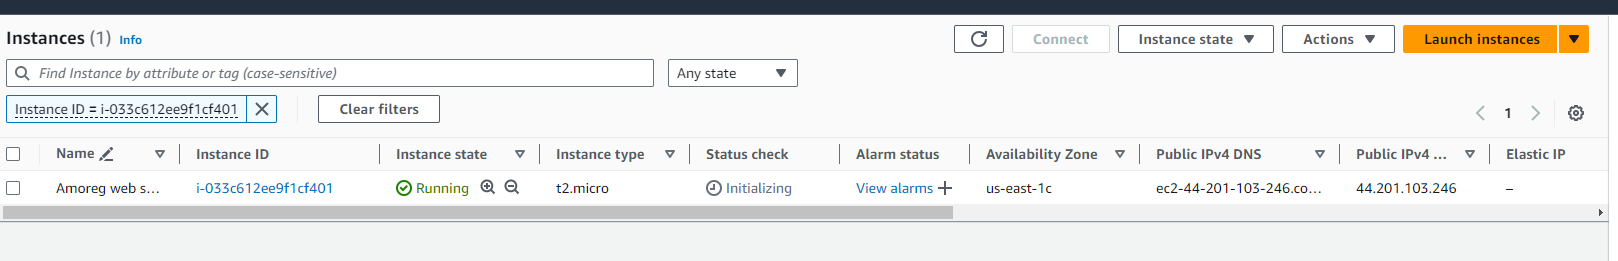 Instances (1) Info
Connect
Instance state
Actions
Launch instances
Find Instance by attribute or tag (case-sensitive)
Any state
Instance ID = i-033c612ee9f1cf401
Clear filters
1
Name Instance ID Instance state Instance type Status check Alarm status Availability Zone Public IPv4 DNS Public IPv4 ... Elastic IP
Amoreg web s... i-033c612ee9f1cf401 Running t2.micro Initializing View alarms + us-east-1c ec2-44-201-103-246.co... 44.201.103.246 –